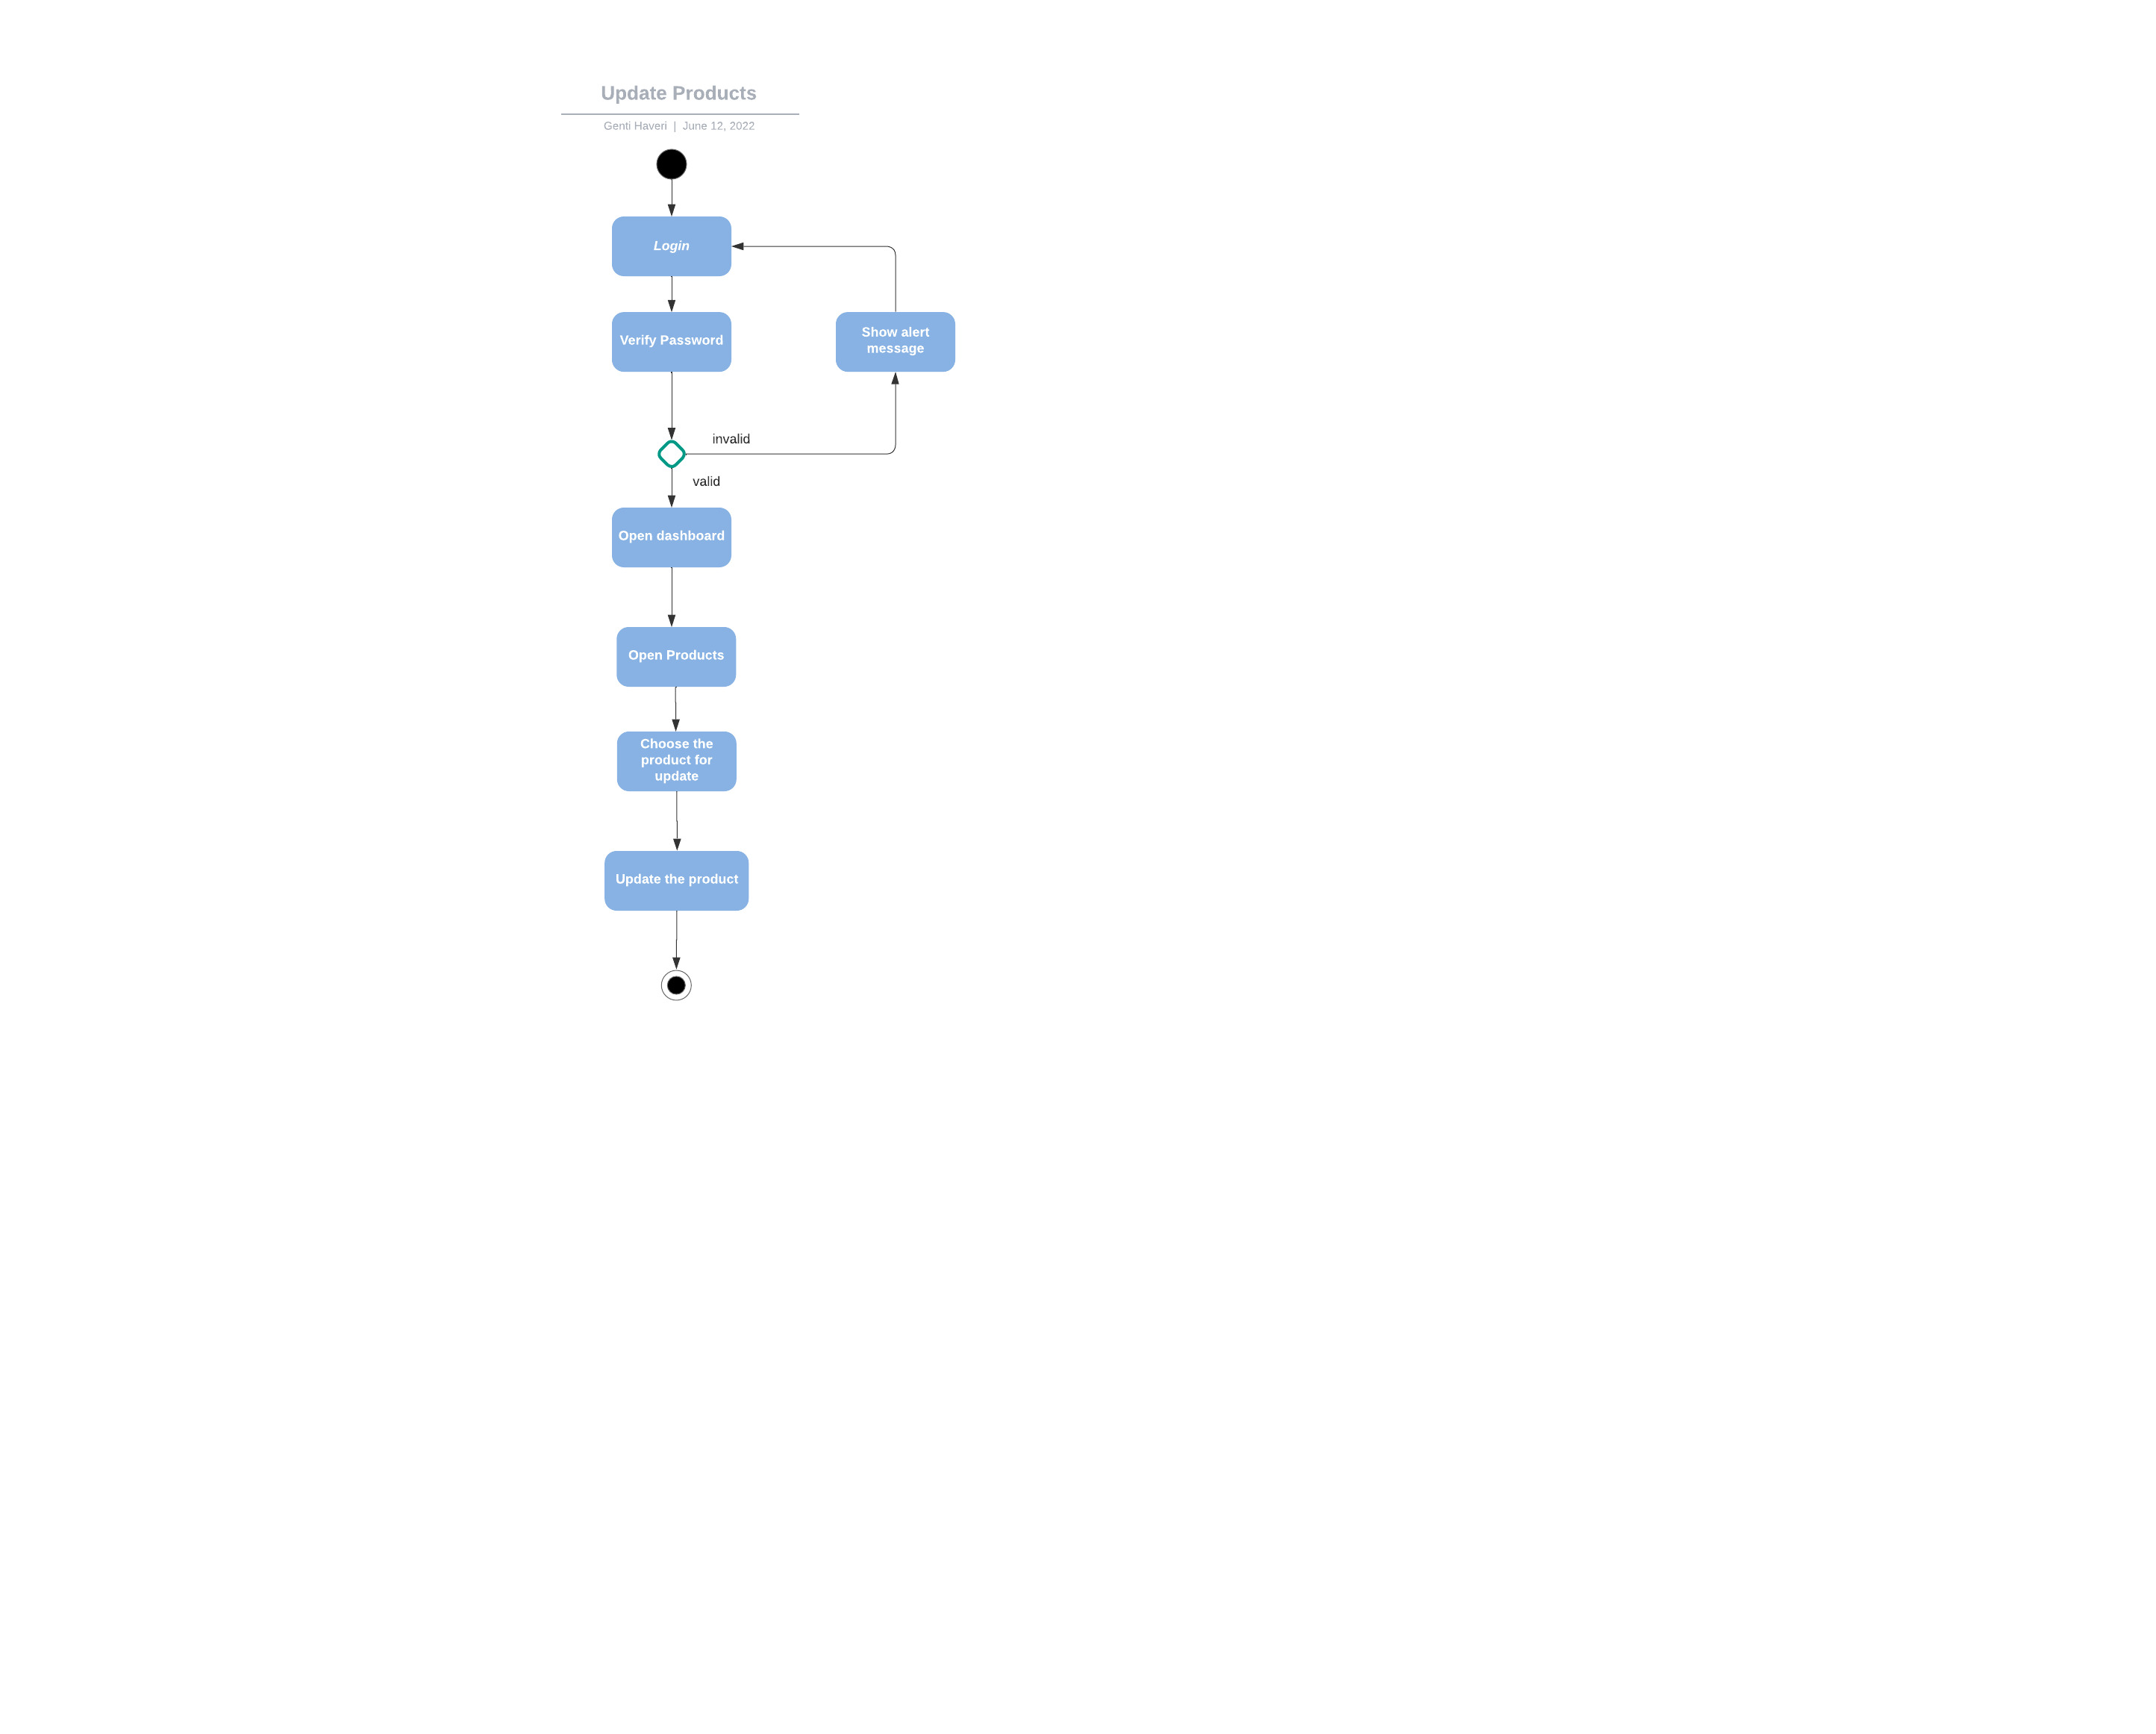 Update Products
Genti Haveri | June 12, 2022
Login
Verify Password
Show alert
message
invalid
valid
Open dashboard
Open Products
Choose the
product for
update
Update the product